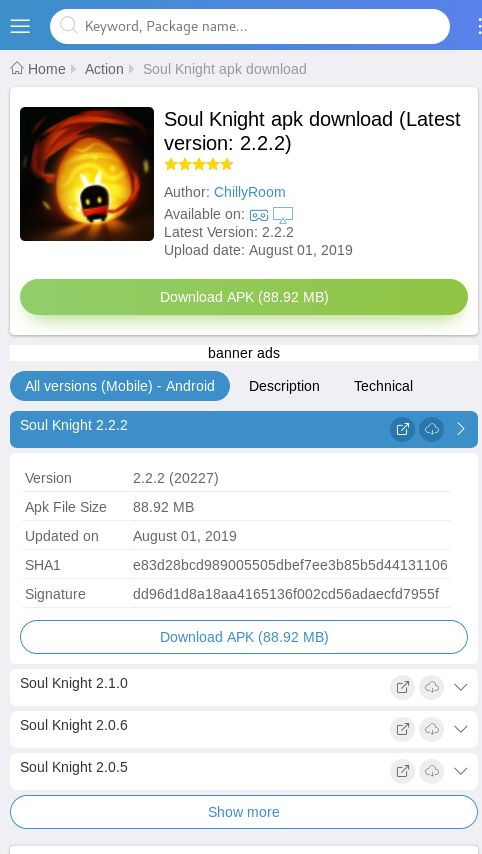 Keyword, Package name...
Home Action Soul Knight apk download
Soul Knight apk download (Latest
version: 2.2.2)
Author: ChillyRoom
Available on:
Latest Version: 2.2.2
Upload date: August 01, 2019
Download APK (88.92 MB)
banner ads
All versions (Mobile) - Android Description Technical
Soul Knight 2.2.2
Version 2.2.2 (20227)
Apk File Size 88.92 MB
Updated on August 01, 2019
SHA1 e83d28bcd989005505dbef7ee3b85b5d44131106
Signature dd96d1d8a18aa4165136f002cd56adaecfd7955f
Download APK (88.92 MB)
Soul Knight 2.1.0
Soul Knight 2.0.6
Soul Knight 2.0.5
Show more